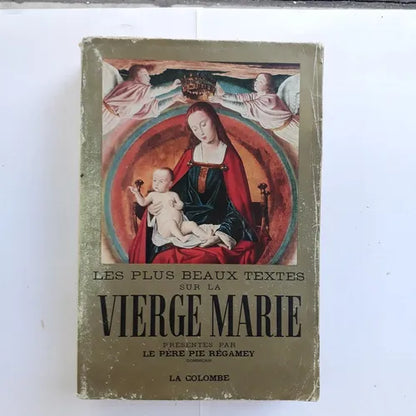 LES PLUS BEAUX TEXTES
SUR LA
VIERGE MARIE
PRÉSENTÉS PAR
LE PÈRE PIE RÉGAMEY
DOMINICAIN
LA COLOMBE